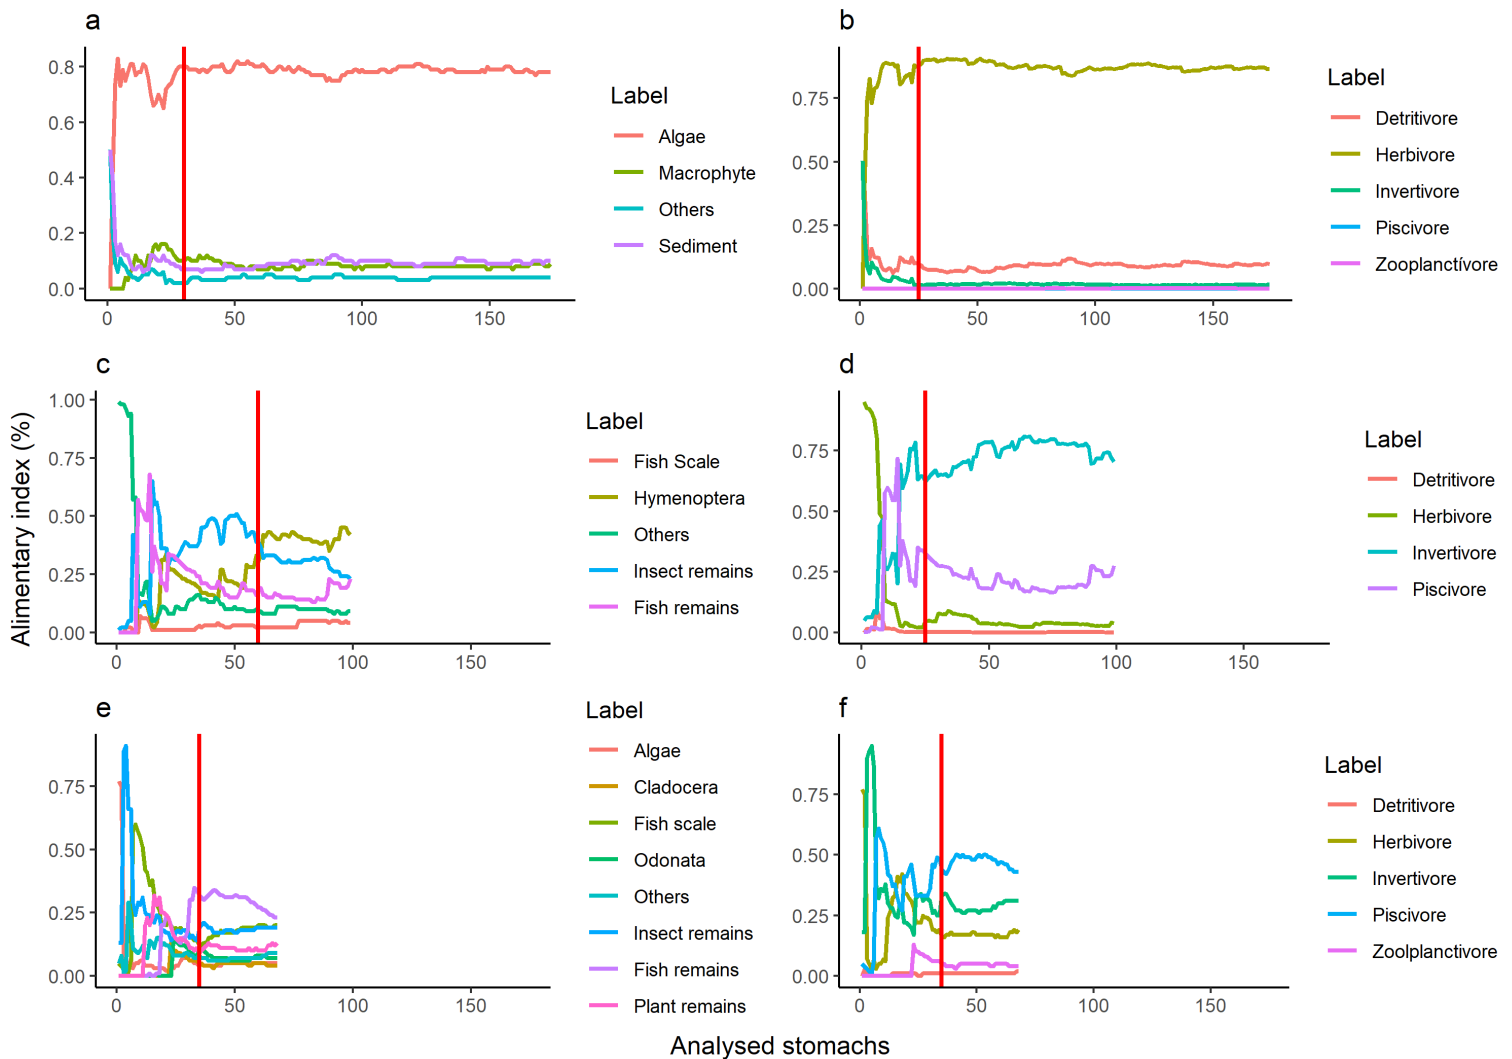 a
0.8
0.6
0.4
0.2
0.0
0 50 100 150
Label
Algae
Macrophyte
Others
Sediment
b
0.75
0.50
0.25
0.00
0 50 100 150
Label
Detritivore
Herbivore
Invertivore
Piscivore
Zooplanctívore
Alimentary index (%)
c
1.00
0.75
0.50
0.25
0.00
0 50 100 150
Label
Fish Scale
Hymenoptera
Others
Insect remains
Fish remains
d
0.75
0.50
0.25
0.00
0 50 100 150
Label
Detritivore
Herbivore
Invertivore
Piscivore
e
0.75
0.50
0.25
0.00
0 50 100 150
Label
Algae
Cladocera
Fish scale
Odonata
Others
Insect remains
Fish remains
Plant remains
f
0.75
0.50
0.25
0.00
0 50 100 150
Label
Detritivore
Herbivore
Invertivore
Piscivore
Zoolplanctivore
Analysed stomachs